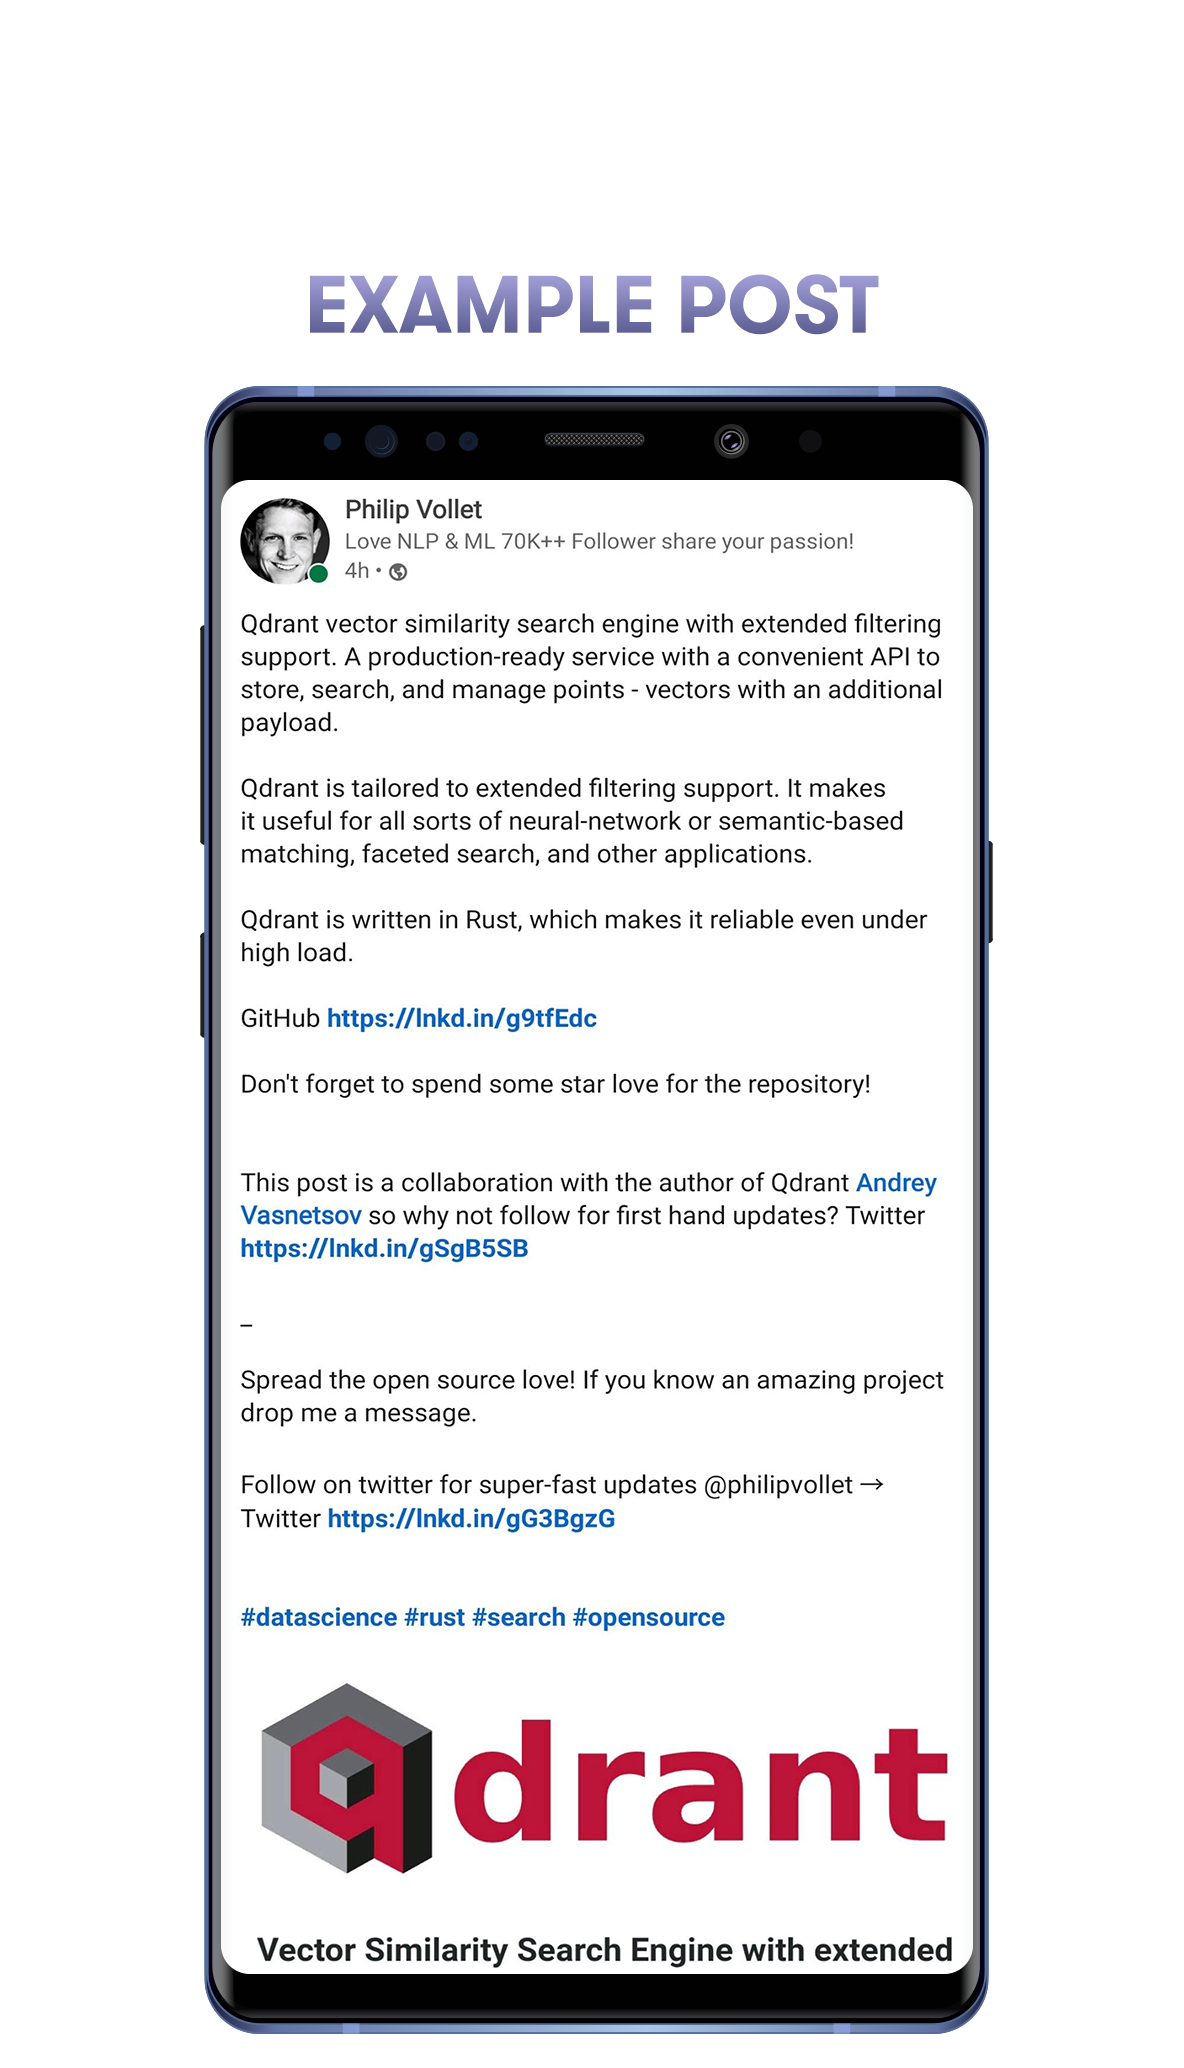 EXAMPLE POST
Philip Vollet
Love NLP & ML 70K++ Follower share your passion!
4h •
Qdrant vector similarity search engine with extended filtering
support. A production-ready service with a convenient API to
store, search, and manage points - vectors with an additional
payload.
Qdrant is tailored to extended filtering support. It makes
it useful for all sorts of neural-network or semantic-based
matching, faceted search, and other applications.
Qdrant is written in Rust, which makes it reliable even under
high load.
GitHub https://lnkd.in/g9tfEdc
Don't forget to spend some star love for the repository!
This post is a collaboration with the author of Qdrant Andrey
Vasnetsov so why not follow for first hand updates? Twitter
https://lnkd.in/gSgB5SB
_
Spread the open source love! If you know an amazing project
drop me a message.
Follow on twitter for super-fast updates @philipvollet →
Twitter https://lnkd.in/gG3BgzG
#datascience #rust #search #opensource
qdrant
Vector Similarity Search Engine with extended